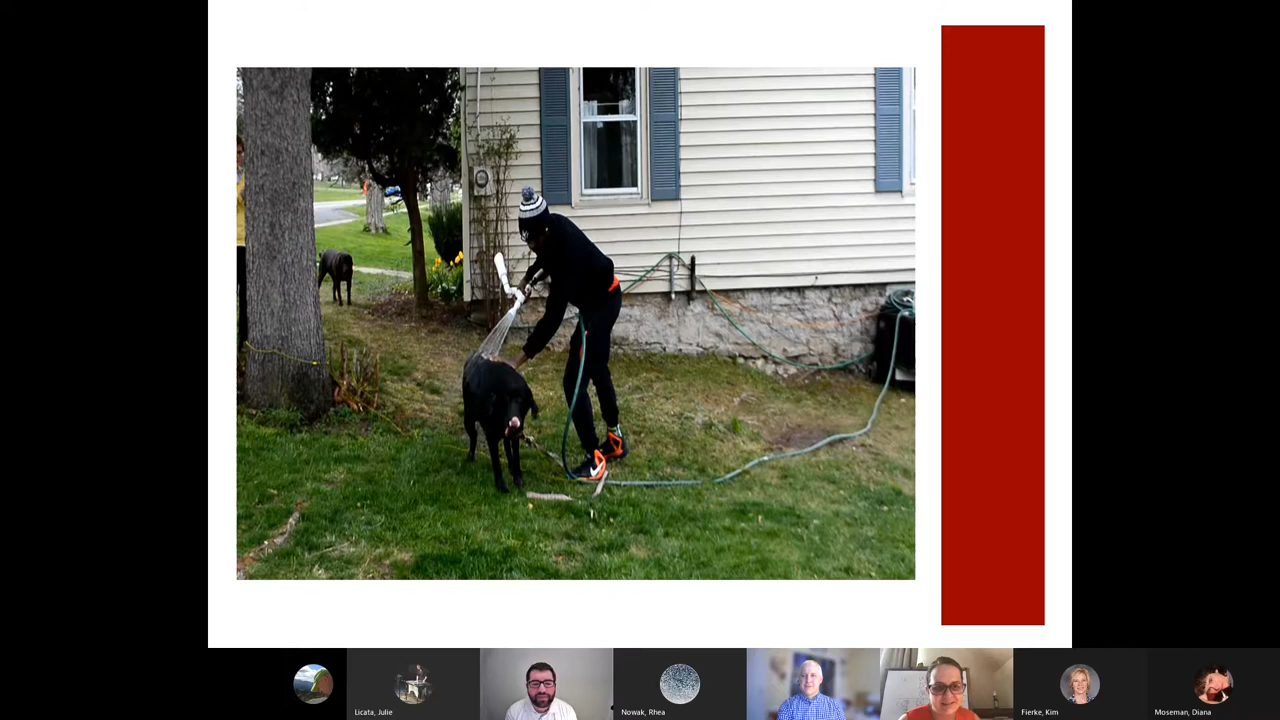 Licata, Julie
Nowak, Rhea
Fierke, Kim
Moseman, Diana